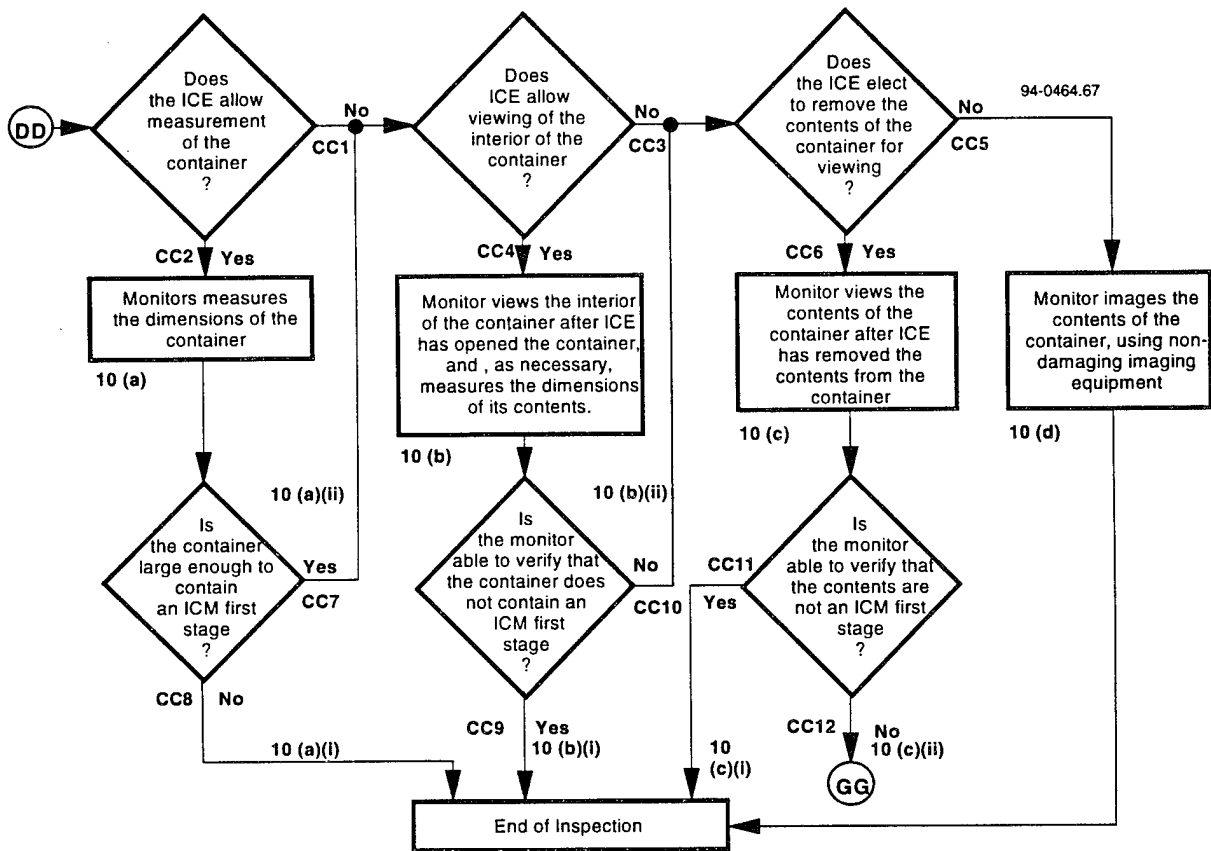 DD
Does
the ICE allow
measurement
of the
container
?
No
CC1
Does
ICE allow
viewing of the
interior of the
container
?
No
CC3
Does
the ICE elect
to remove the
contents of the
container for
viewing
?
No
CC5
94-0464.67
CC2 Yes
CC4 Yes
CC6 Yes
Monitors measures
the dimensions of the
container
10 (a)
Monitor views the interior
of the container after ICE
has opened the container,
and , as necessary,
measures the dimensions
of its contents.
10 (b)
Monitor views the
contents of the
container after ICE
has removed the
contents from the
container
10 (c)
Monitor images the
contents of the
container, using non-
damaging imaging
equipment
10 (d)
Is
the container
large enough to
contain
an ICM first
stage
?
10 (a)(ii)
Yes
CC7
Is
the monitor
able to verify that
the container does
not contain an
ICM first
stage
?
10 (b)(ii)
No
CC10
Is
the monitor
able to verify that
the contents are
not an ICM first
stage
?
CC11
Yes
CC8 No
10 (a)(i)
CC9 Yes
10 (b)(i)
10
(c)(i)
CC12 No
10 (c)(ii)
GG
End of Inspection